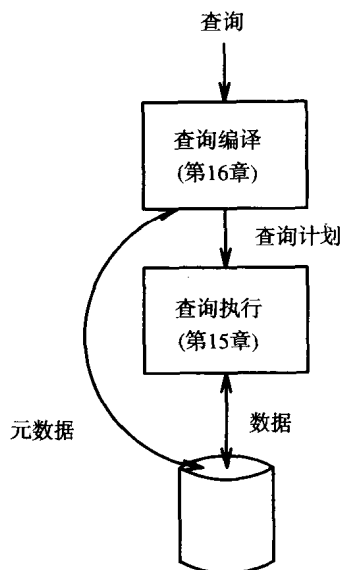 查询
查询编译
(第16章)
查询计划
查询执行
(第15章)
元数据
数据